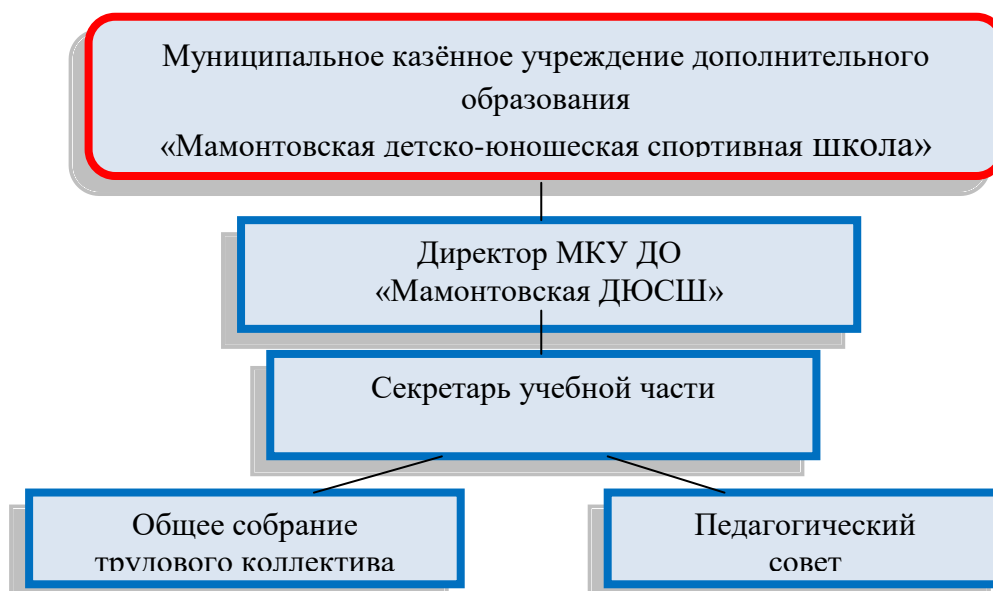 Муниципальное казённое учреждение дополнительного
образования
«Мамонтовская детско-юношеская спортивная школа»
Директор МКУ ДО
«Мамонтовская ДЮСШ»
Секретарь учебной части
Общее собрание
трудового коллектива
Педагогический
совет